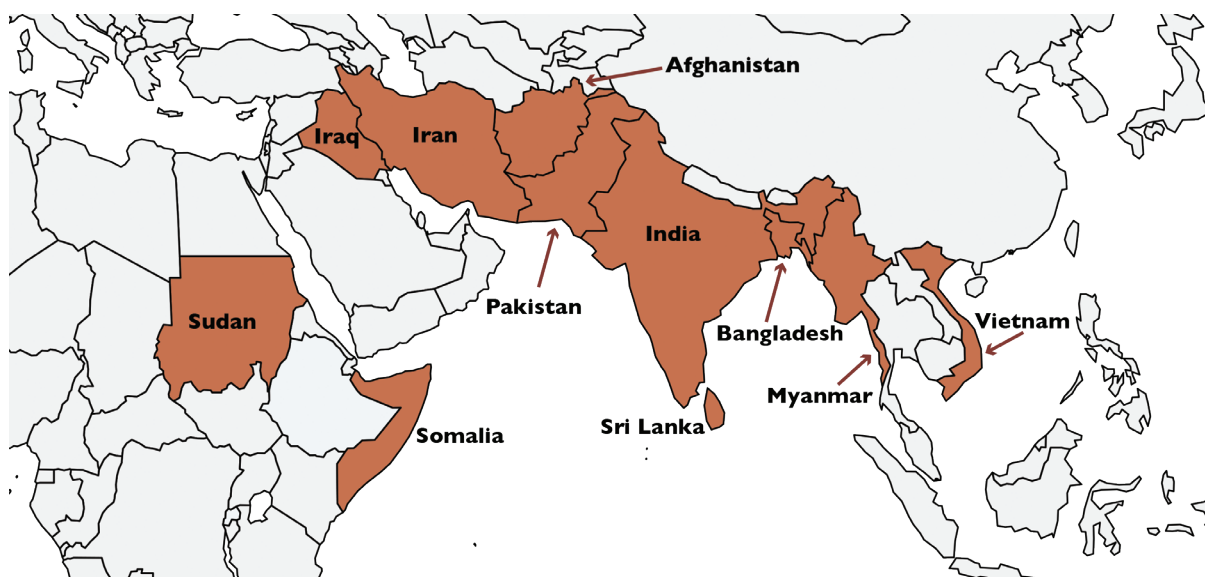 Afghanistan
Iraq
Iran
India
Pakistan
Sudan
Bangladesh
Vietnam
Myanmar
Sri Lanka
Somalia